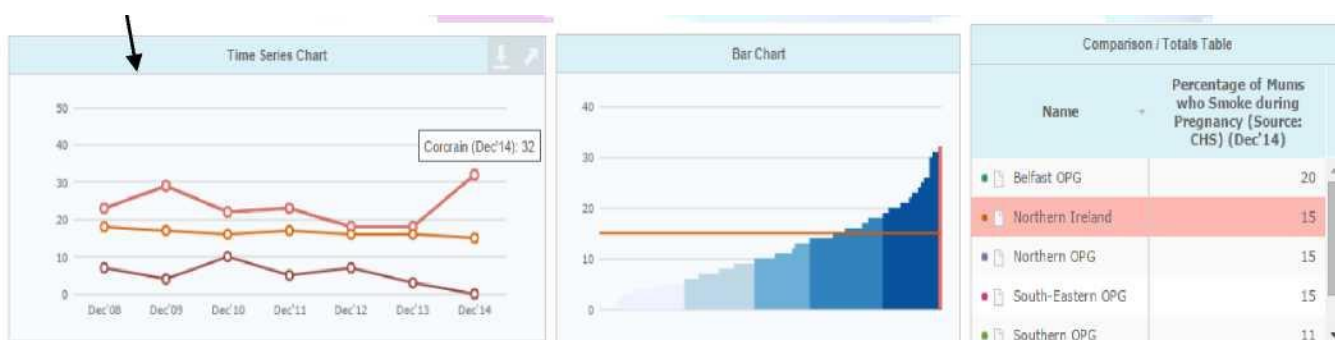 Time Series Chart
50
40
30
20
10
0
Corcrain (Dec'14): 32
Dec'08 Dec'09 Dec'10 Dec'11 Dec'12 Dec'13 Dec'14
Bar Chart
40
30
20
10
0
Comparison / Totals Table
Name
Percentage of Mums
who Smoke during
Pregnancy (Source:
CHS) (Dec'14)
Belfast OPG 20
Northern Ireland 15
Northern OPG 15
South-Eastern OPG 15
Southern OPG 11